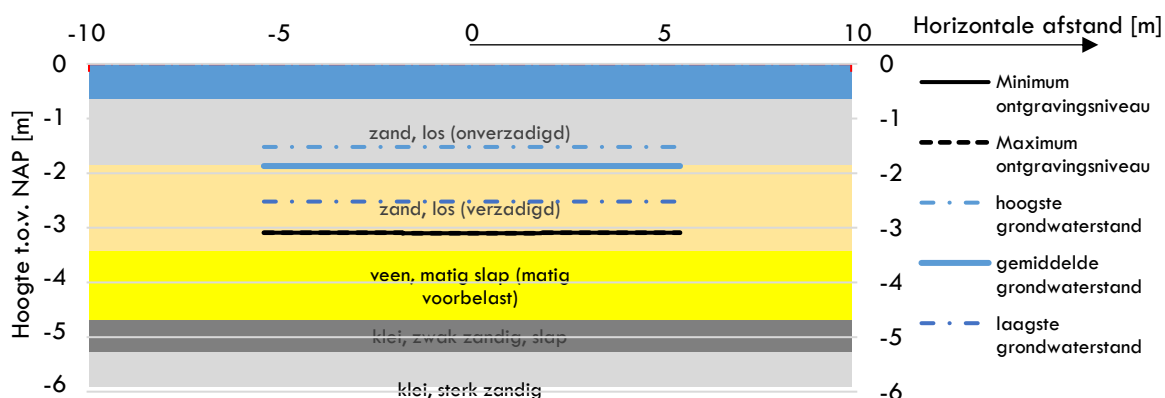 Horizontale afstand [m]
-10 -5 0 5 10
Hoogte t.o.v. NAP [m]
0 0
-1 -1
zand, los (onverzadigd)
-2 -2
zand, los (verzadigd)
-3 -3
veen, matig slap (matig
voorbelast)
-4 -4
klei, zwak zandig, slap
-5 -5
klei, sterk zandig
-6 -6
Minimum
ontgravingsniveau
Maximum
ontgravingsniveau
hoogste
grondwaterstand
gemiddelde
grondwaterstand
laagste
grondwaterstand